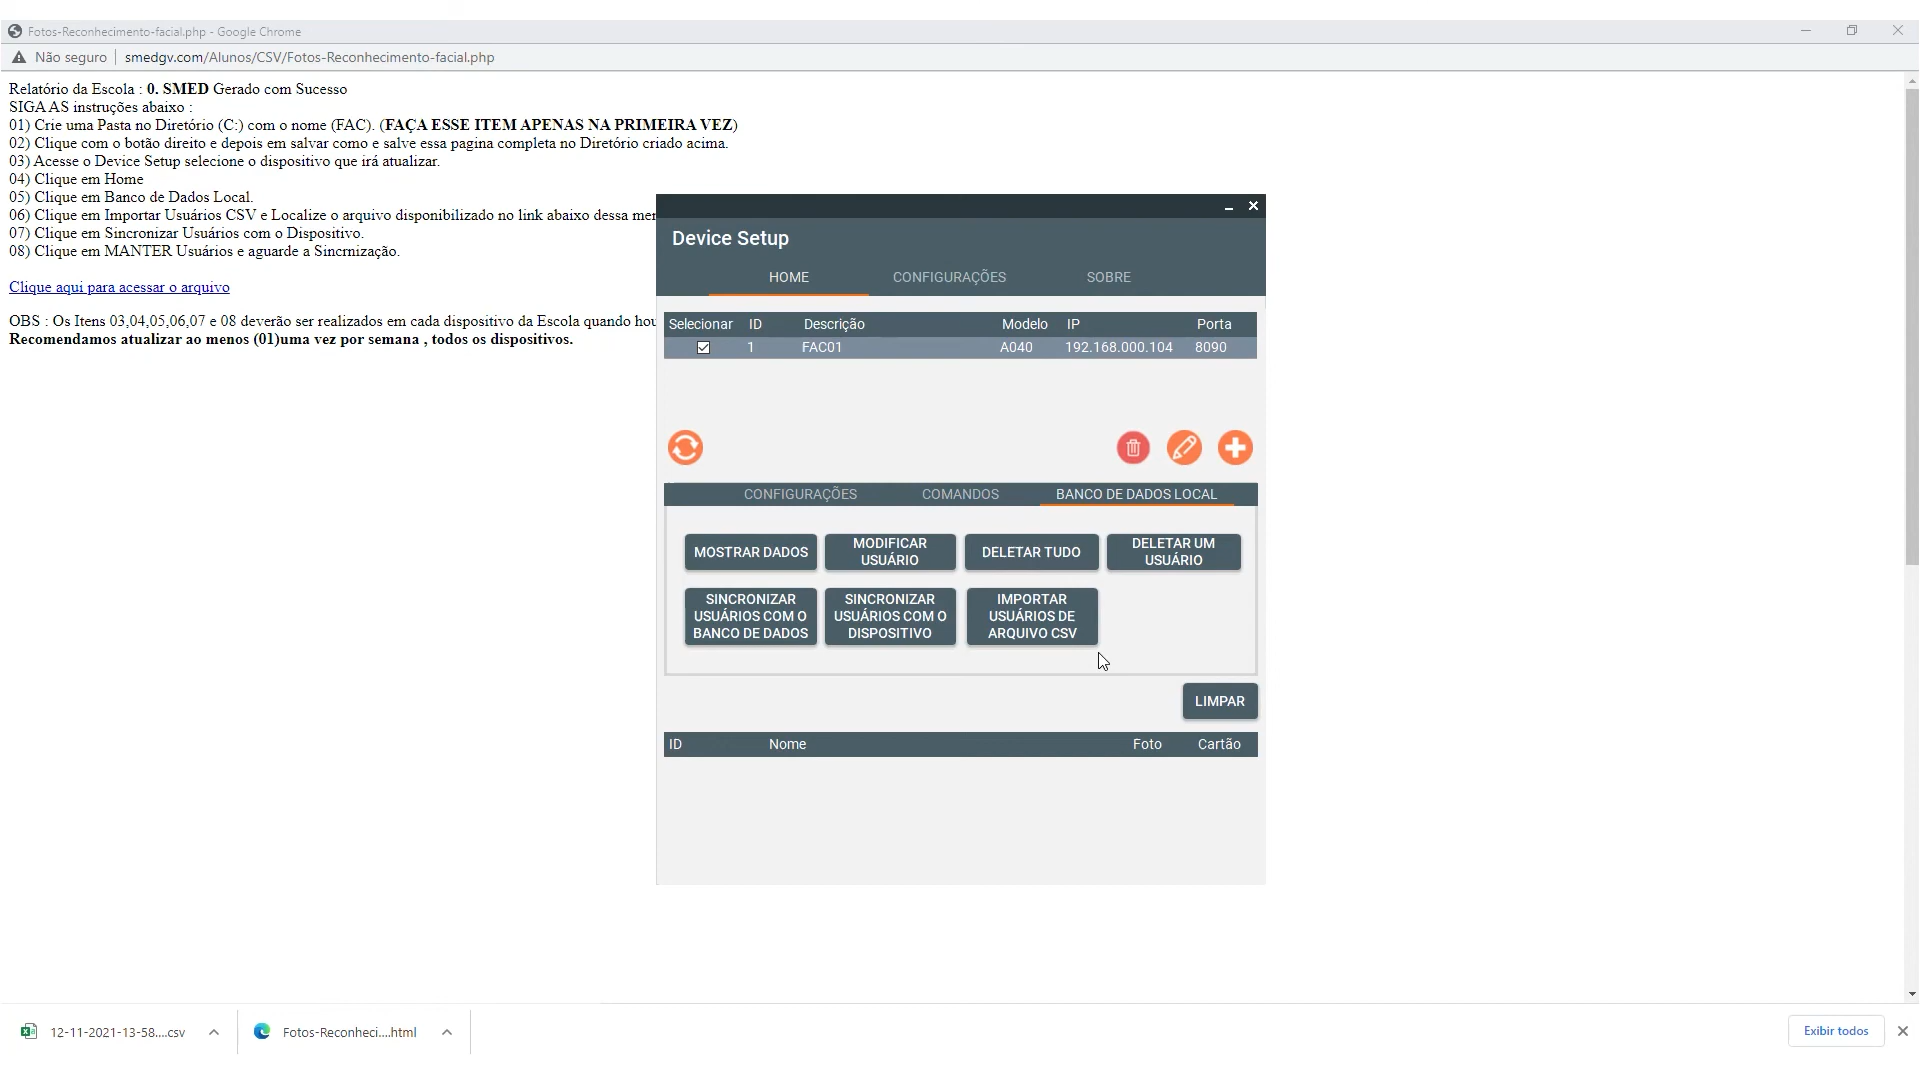 Fotos-Reconhecimento-facial.php - Google Chrome
Não seguro | smedgv.com/Alunos/CSV/Fotos-Reconhecimento-facial.php
Relatório da Escola : 0. SMED Gerado com Sucesso
SIGA AS instruções abaixo :
01) Crie uma Pasta no Diretório (C:) com o nome (FAC). (FAÇA ESSE ITEM APENAS NA PRIMEIRA VEZ)
02) Clique com o botão direito e depois em salvar como e salve essa pagina completa no Diretório criado acima.
03) Acesse o Device Setup selecione o dispositivo que irá atualizar.
04) Clique em Home
05) Clique em Banco de Dados Local.
06) Clique em Importar Usuários CSV e Localize o arquivo disponibilizado no link abaixo dessa
07) Clique em Sincronizar Usuários com o Dispositivo.
08) Clique em MANTER Usuários e aguarde a Sincrnização.
Clique aqui para acessar o arquivo
OBS : Os Itens 03,04,05,06,07 e 08 deverão ser realizados em cada dispositivo da Escola quando
Recomendamos atualizar ao menos (01)uma vez por semana , todos os dispositivos.
Device Setup
HOME CONFIGURAÇÕES SOBRE
Selecionar ID Descrição Modelo IP Porta
1 FAC01 A040 192.168.000.104 8090
CONFIGURAÇÕES COMANDOS BANCO DE DADOS LOCAL
MOSTRAR DADOS
MODIFICAR
USUÁRIO
DELETAR TUDO
DELETAR UM
USUÁRIO
SINCRONIZAR
USUÁRIOS COM O
BANCO DE DADOS
SINCRONIZAR
USUÁRIOS COM O
DISPOSITIVO
IMPORTAR
USUÁRIOS DE
ARQUIVO CSV
LIMPAR
ID Nome Foto Cartão
12-11-2021-13-58....csv
Fotos-Reconheci....html
Exibir todos